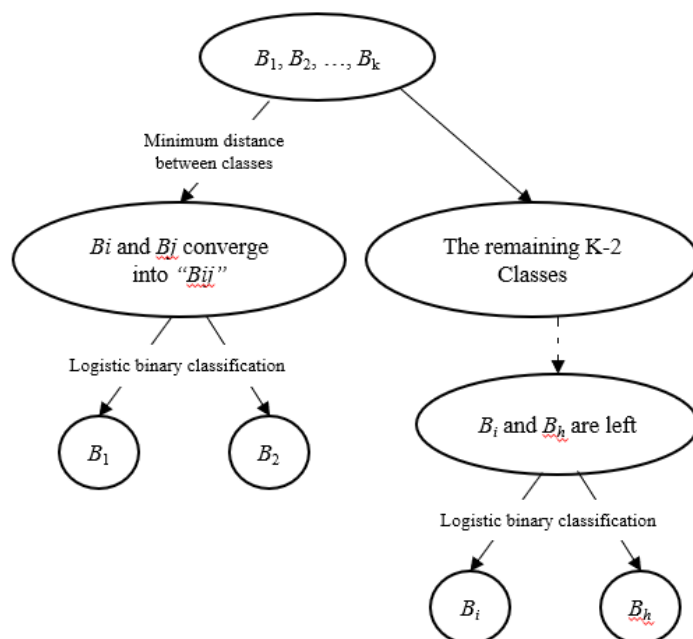 B1, B2, …, Bk
Minimum distance
between classes
Bi and Bj converge
into “Bij”
The remaining K-2
Classes
Logistic binary classification
B1
B2
Bi and Bh are left
Logistic binary classification
Bi
Bh